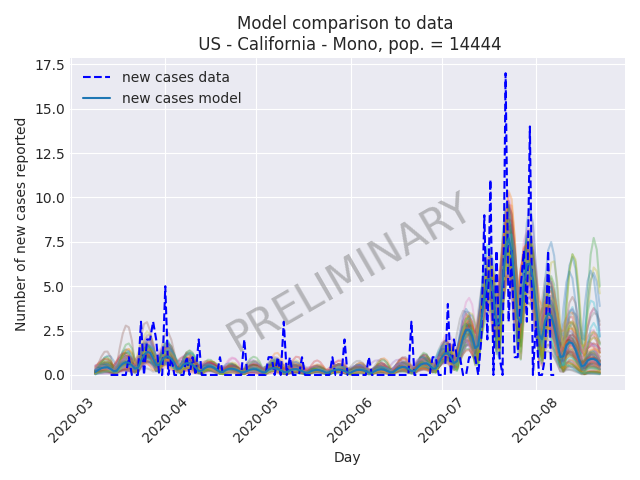 Model comparison to data
US - California - Mono, pop. = 14444
new cases data
new cases model
Number of new cases reported
17.5
15.0
12.5
10.0
7.5
5.0
2.5
0.0
PRELIMINARY
2020-03
2020-04
2020-05
2020-06
2020-07
2020-08
Day